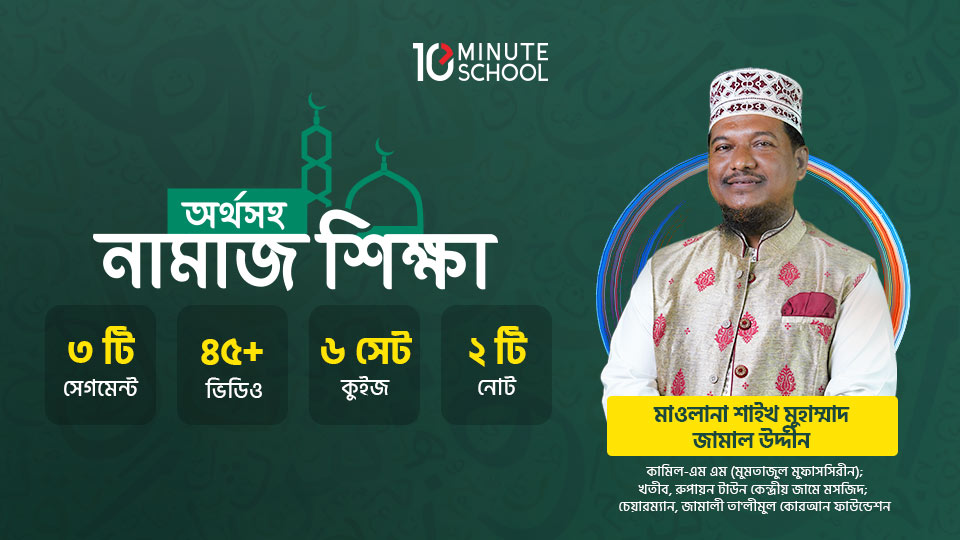 10 MINUTE
SCHOOL
অর্থসহ
নামাজ শিক্ষা
৩ টি
সেগমেন্ট
৪৫+
ভিডিও
৬ সেট
কুইজ
২ টি
নোট
মাওলানা শাইখ মুহাম্মাদ
জামাল উদ্দীন
কামিল-এম এম (মুমতাজুল মুফাসসিরীন);
খতীব, রুপায়ন টাউন কেন্দ্রীয় জামে মসজিদ;
চেয়ারম্যান, জামালী তা'লীমুল কোরআন ফাউন্ডেশন